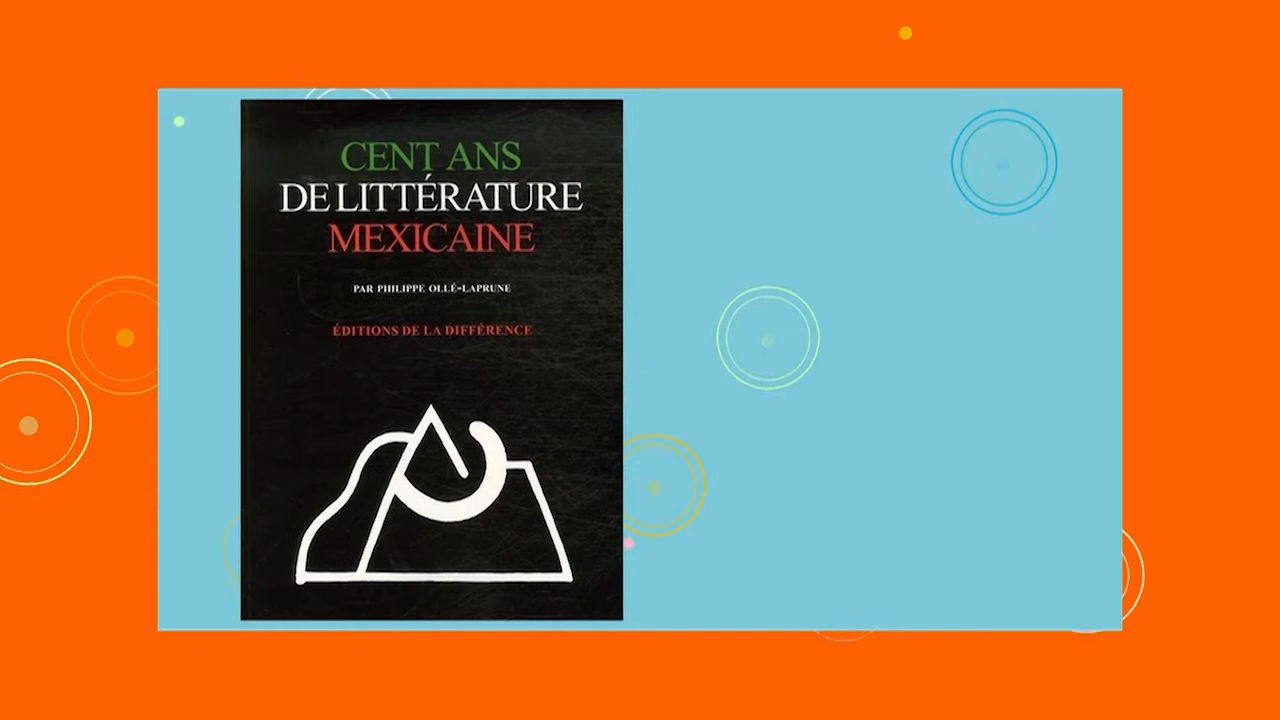 CENT ANS
DE LITTÉRATURE
MEXICAINE
PAR PHILIPPE OLLÉ-LAPRUNE
ÉDITIONS DE LA DIFFÉRENCE